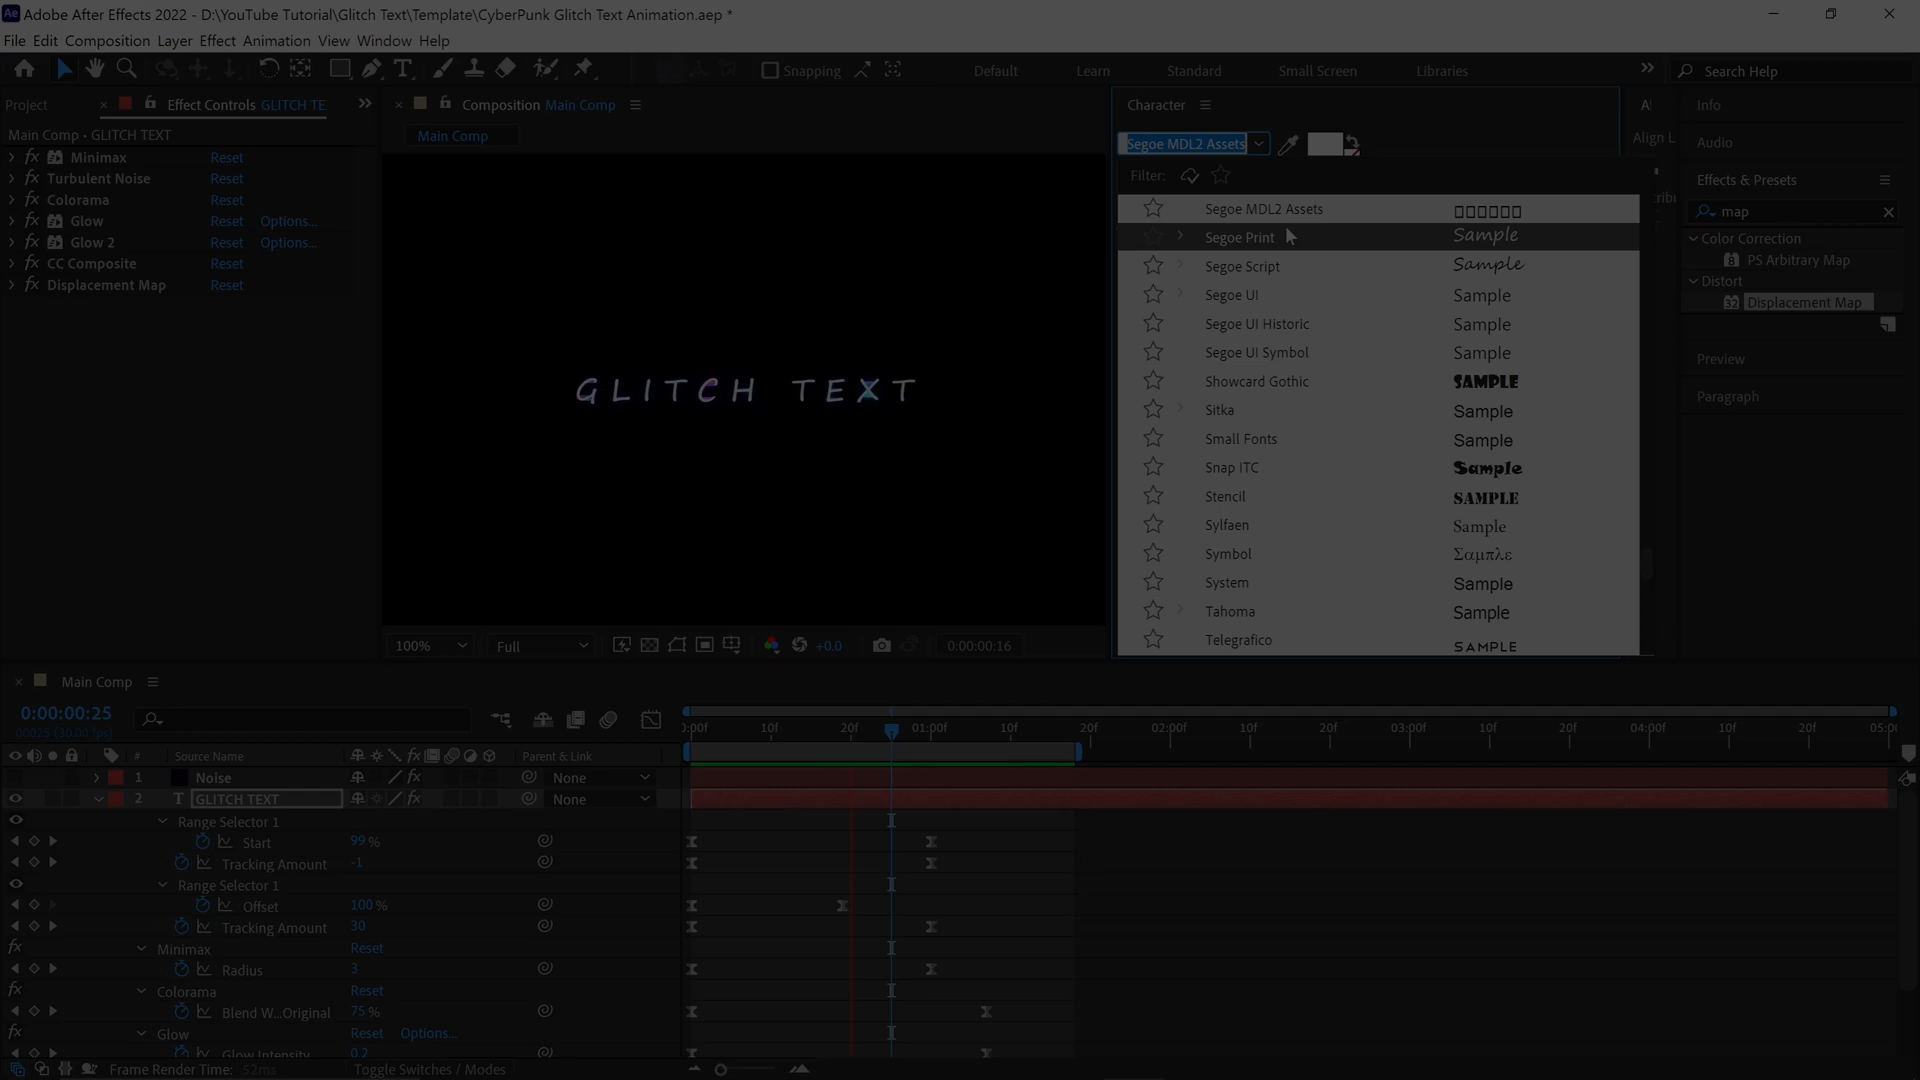 Ae Adobe After Effects 2022 - D:\YouTube Tutorial\Glitch Text\Template\CyberPunk Glitch Text Animation.aep *
File Edit Composition Layer Effect Animation View Window Help
Snapping Default Learn Standard Small Screen Libraries Search Help
Project Effect Controls GLITCH TE Composition Main Comp Character Info
Main Comp • GLITCH TEXT
Main Comp
Minimax Reset
Turbulent Noise Reset
Colorama Reset
Glow Reset Options...
Glow 2 Reset Options...
CC Composite Reset
Displacement Map Reset
GLITCH TEXT
100% Full +0.0 0:00:00:16
Segoe MDL2 Assets
Filter:
Segoe MDL2 Assets
Segoe Print Sample
Segoe Script Sample
Segoe UI Sample
Segoe UI Historic Sample
Segoe UI Symbol Sample
Showcard Gothic SAMPLE
Sitka Sample
Small Fonts Sample
Snap ITC Sample
Stencil SAMPLE
Sylfaen Sample
Symbol Σαμπλε
System Sample
Tahoma Sample
Telegrafico SAMPLE
Align L
Audio
Effects & Presets
map
Color Correction
PS Arbitrary Map
Distort
32 Displacement Map
Preview
Paragraph
Main Comp
0:00:00:25
00025 (30.00 fps)
0:00f 10f 20f 01:00f 10f 20f 02:00f 10f 20f 03:00f 10f 20f 04:00f 10f 20f 05:0
# Source Name fx Parent & Link
1 Noise fx None
2 T GLITCH TEXT fx None
Range Selector 1
Start 99 %
Tracking Amount -1
Range Selector 1
Offset 100 %
Tracking Amount 30
fx Minimax Reset
Radius 3
fx Colorama Reset
Blend W...Original 75 %
fx Glow Reset Options...
Glow Intensity 0.2
Frame Render Time: 52ms Toggle Switches / Modes